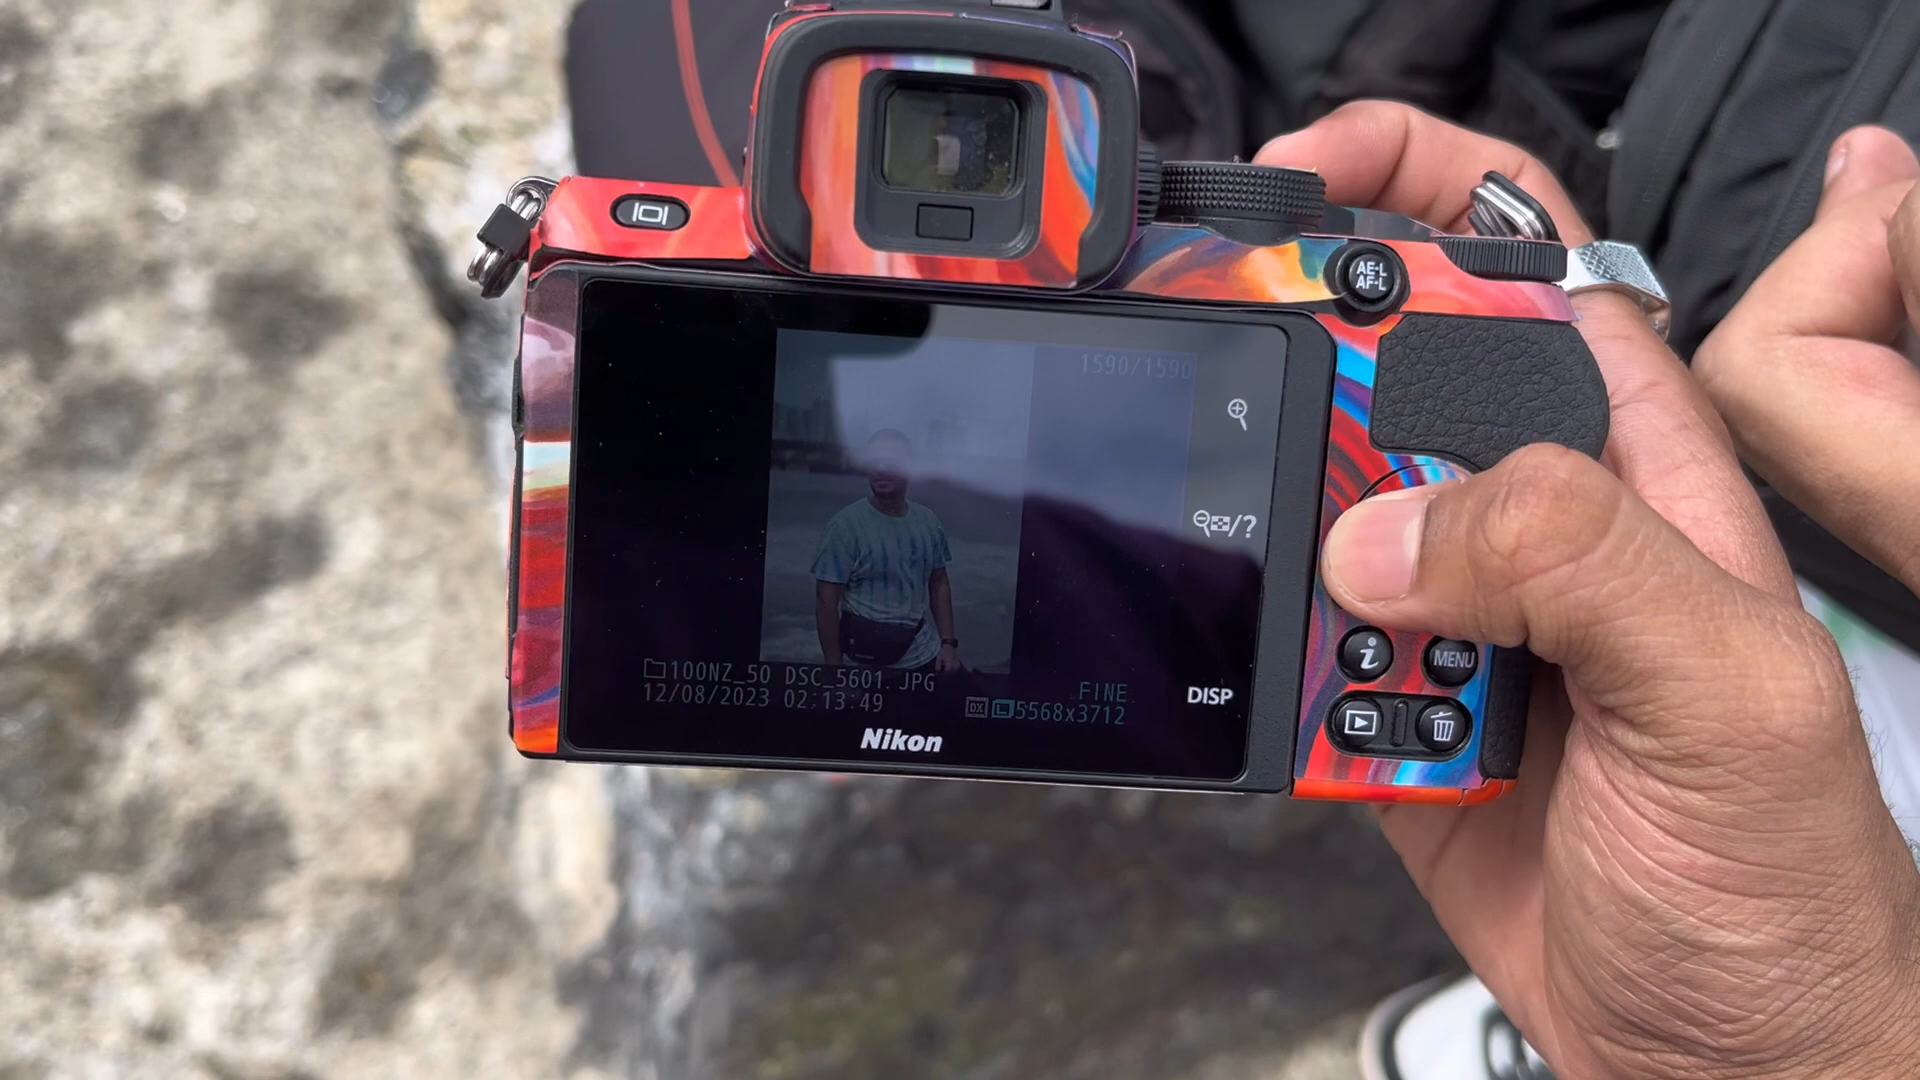 AE-L
AF-L
1590/1590
/?
100NZ_50 DSC_5601.JPG
12/08/2023 02:13:49
FINE
DX L 5568x3712
DISP
Nikon
i
MENU